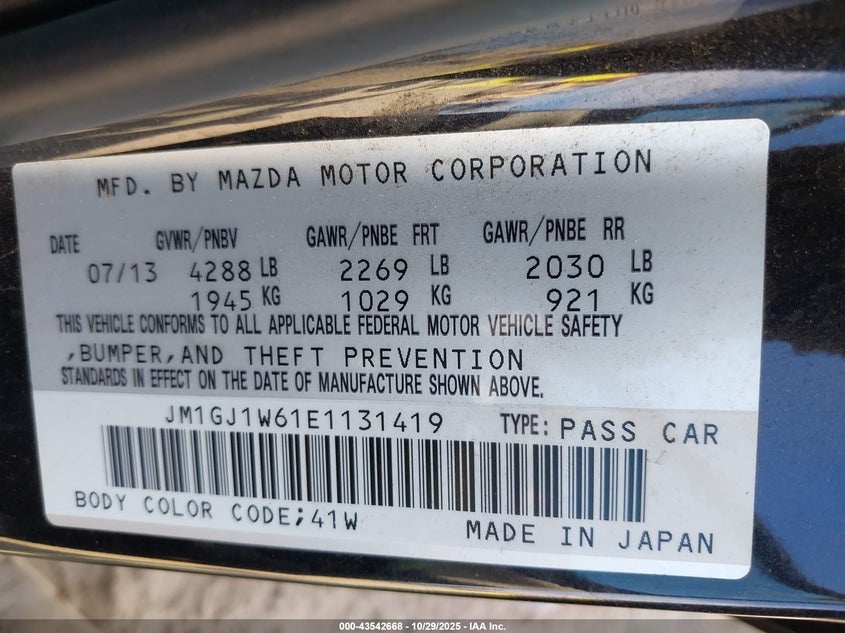 MFD. BY MAZDA MOTOR CORPORATION
DATE GVWR/PNBV GAWR/PNBE FRT GAWR/PNBE RR
07/13 4288 LB 2269 LB 2030 LB
1945 KG 1029 KG 921 KG
THIS VEHICLE CONFORMS TO ALL APPLICABLE FEDERAL MOTOR VEHICLE SAFETY
,BUMPER,AND THEFT PREVENTION
STANDARDS IN EFFECT ON THE DATE OF MANUFACTURE SHOWN ABOVE.
JM1GJ1W61E1131419 TYPE: PASS CAR
BODY COLOR CODE;41W
MADE IN JAPAN
000-43542668 - 10/29/2025 - IAA Inc.